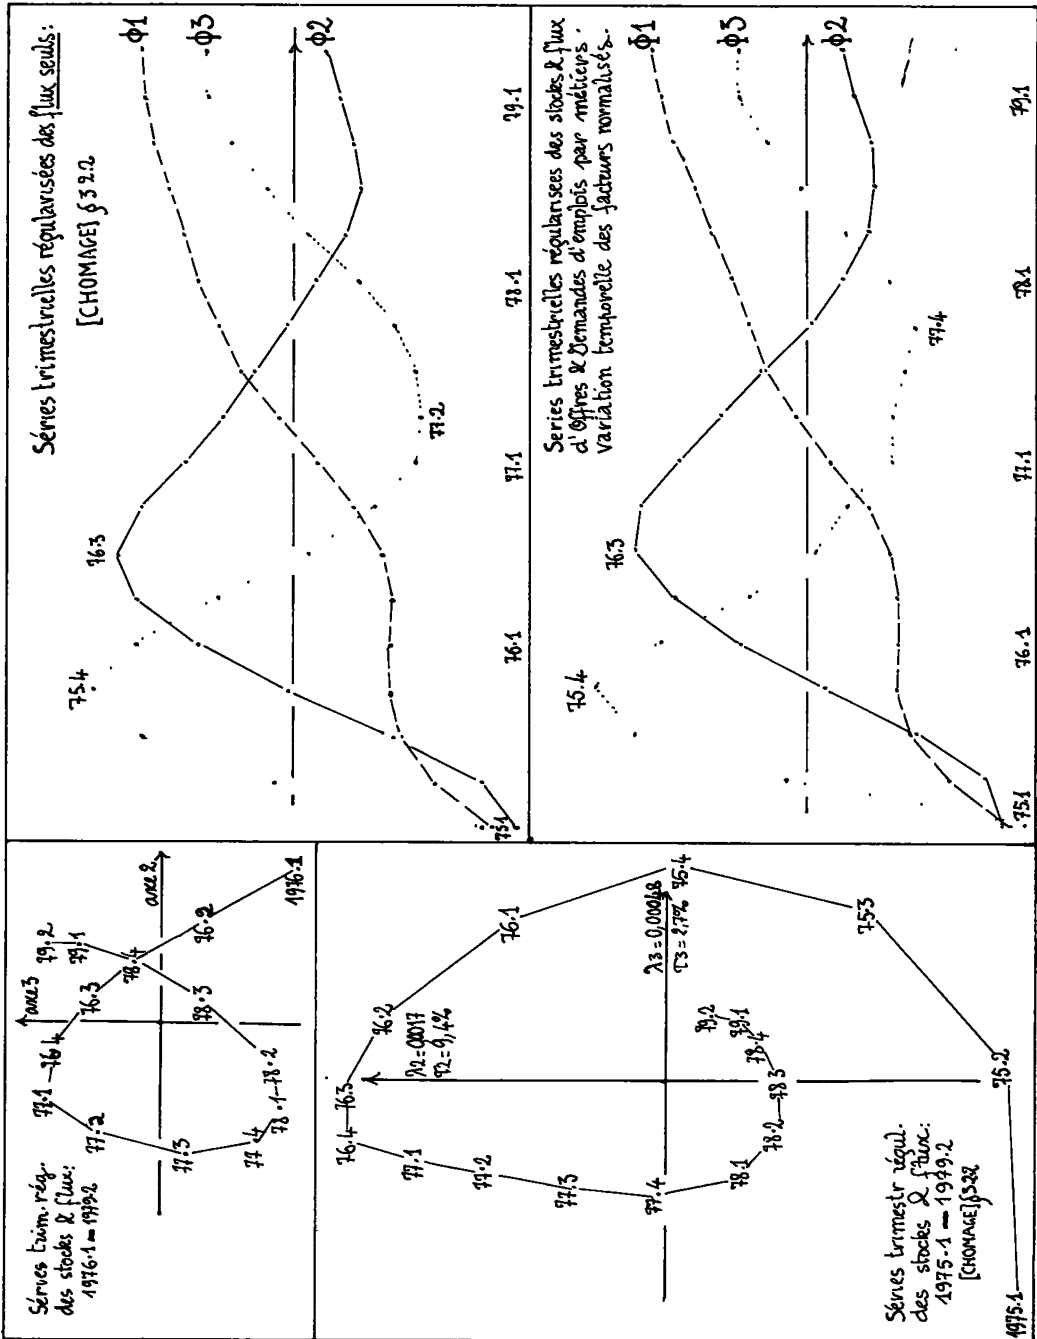 Séries trimestrielles régularisées des flux seuls:
[CHOMAGE] § 3 2.2
ϕ1
ϕ3
ϕ2
75.4
76.3
77.2
75.1
76.1
77.1
78.1
79.1
Series trimestrielles régularisees des stocks & flux
d'Offres & Demandes d'emplois par métiers.
Variation temporelle des facteurs normalisés.
ϕ1
ϕ3
ϕ2
75.4
76.3
77.4
75.1
76.1
77.1
78.1
79.1
Séries trim. rég.
des stocks & flux:
1976.1 — 1979.2
axe 3
axe 2
77.1
76.4
76.3
79.2
79.1
78.4
77.2
77.3
77.4
78.1
78.2
78.3
76.2
1976.1
76.4
76.3
76.2
76.1
λ2=0,0017
τ2=9,4%
λ3=0,00048
τ3=2,7%
75.4
77.1
77.2
77.3
77.4
78.1
78.2
78.3
78.4
79.1
79.2
75.3
75.2
1975.1
Séries trimestr régul.
des stocks & flux:
1975.1 — 1979.2
[CHOMAGE] § 3.2.2